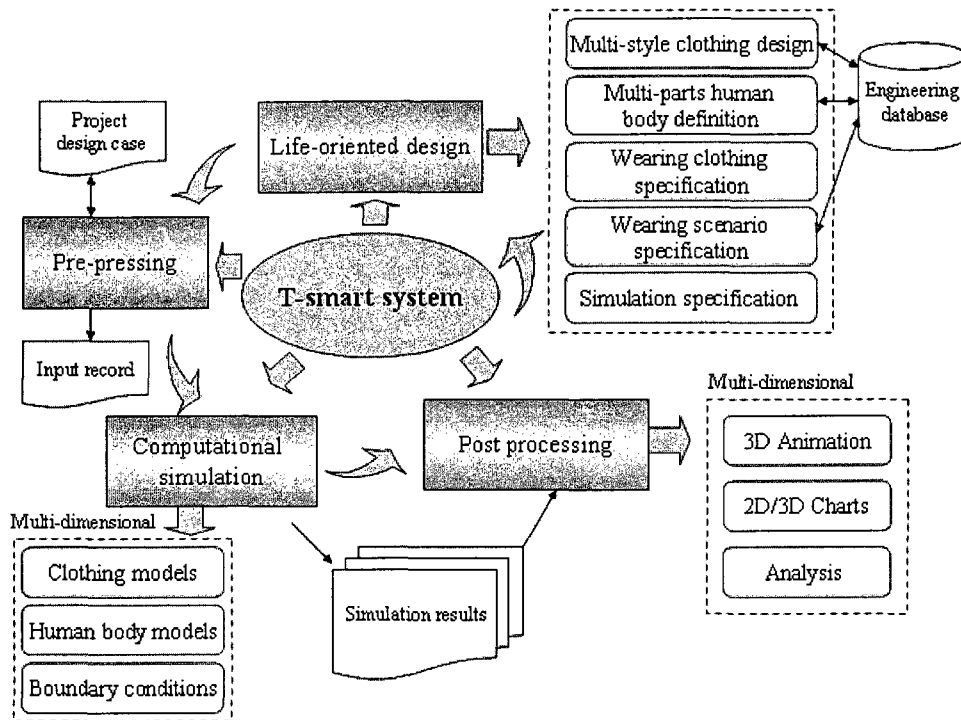 Multi-style clothing design
Multi-parts human
body definition
Wearing clothing
specification
Wearing scenario
specification
Simulation specification
Engineering
database
Project
design case
Life-oriented design
Pre-pressing
T-smart system
Input record
Computational
simulation
Post processing
Multi-dimensional
3D Animation
2D/3D Charts
Analysis
Multi-dimensional
Clothing models
Human body models
Boundary conditions
Simulation results